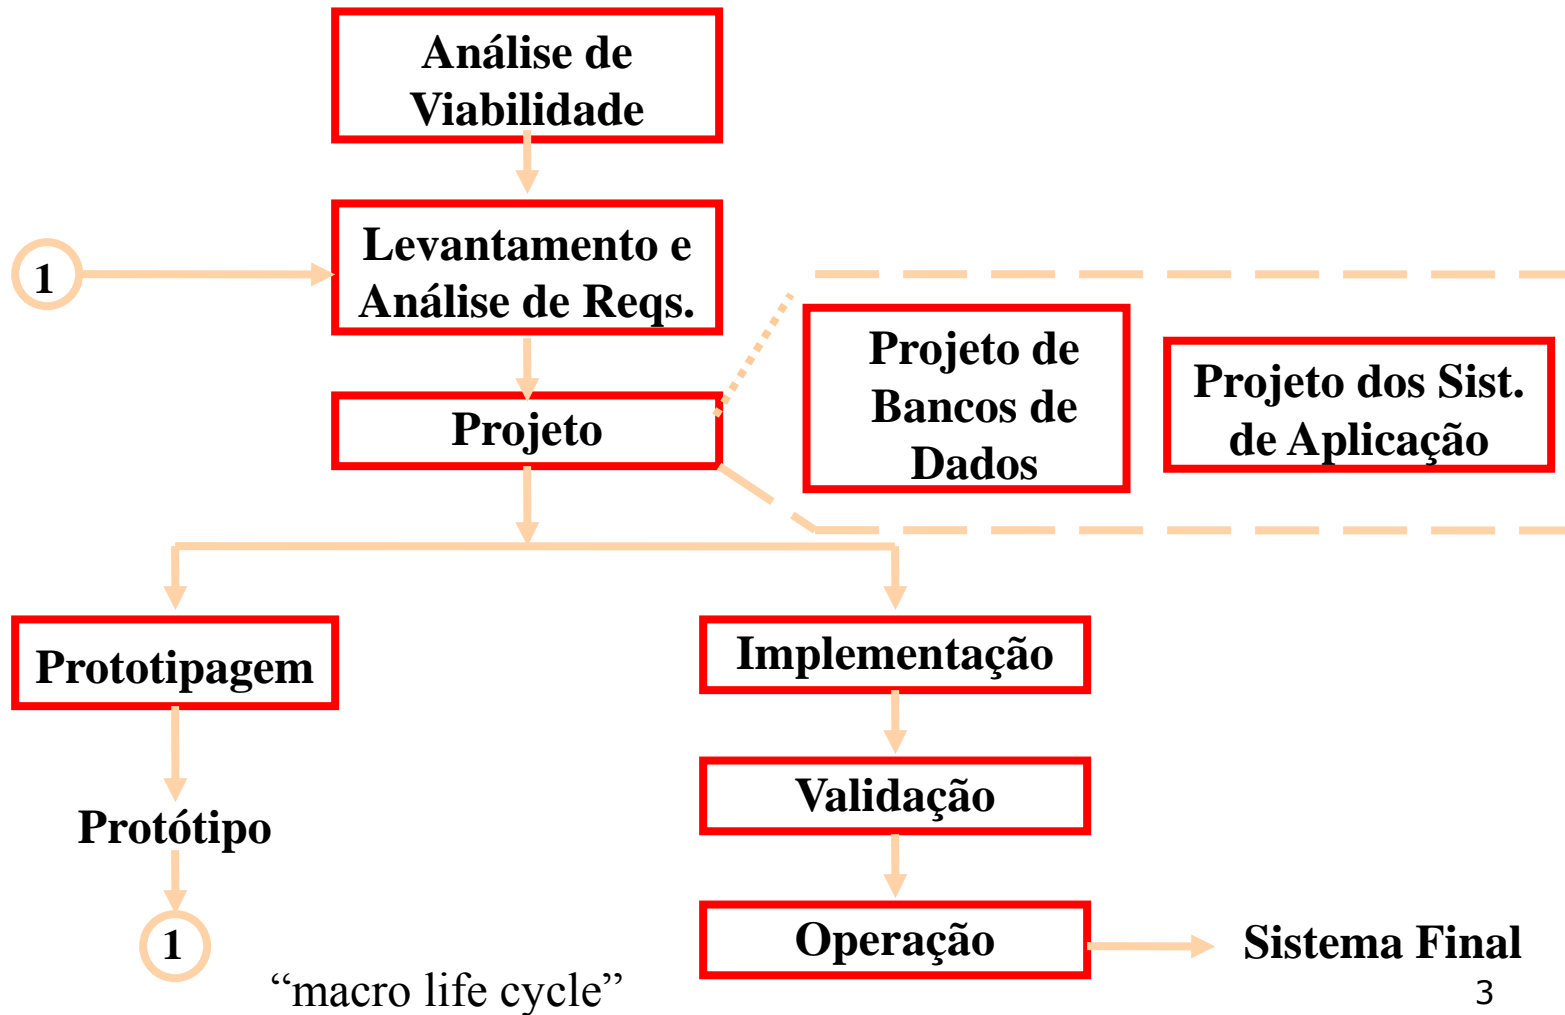 Análise de
Viabilidade
1
Levantamento e
Análise de Reqs.
Projeto
Projeto de
Bancos de
Dados
Projeto dos Sist.
de Aplicação
Prototipagem
Protótipo
1
Implementação
Validação
Operação
Sistema Final
“macro life cycle”
3